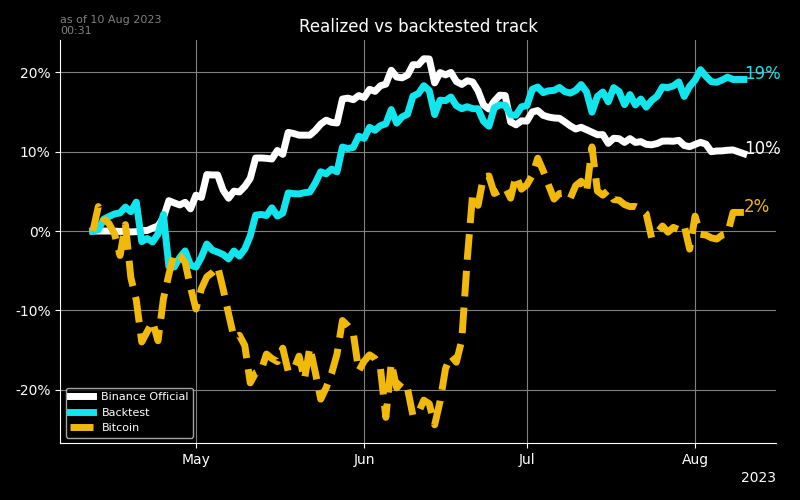 as of 10 Aug 2023
00:31
Realized vs backtested track
20%
10%
0%
-10%
-20%
19%
10%
2%
Binance Official
Backtest
Bitcoin
May
Jun
Jul
Aug
2023